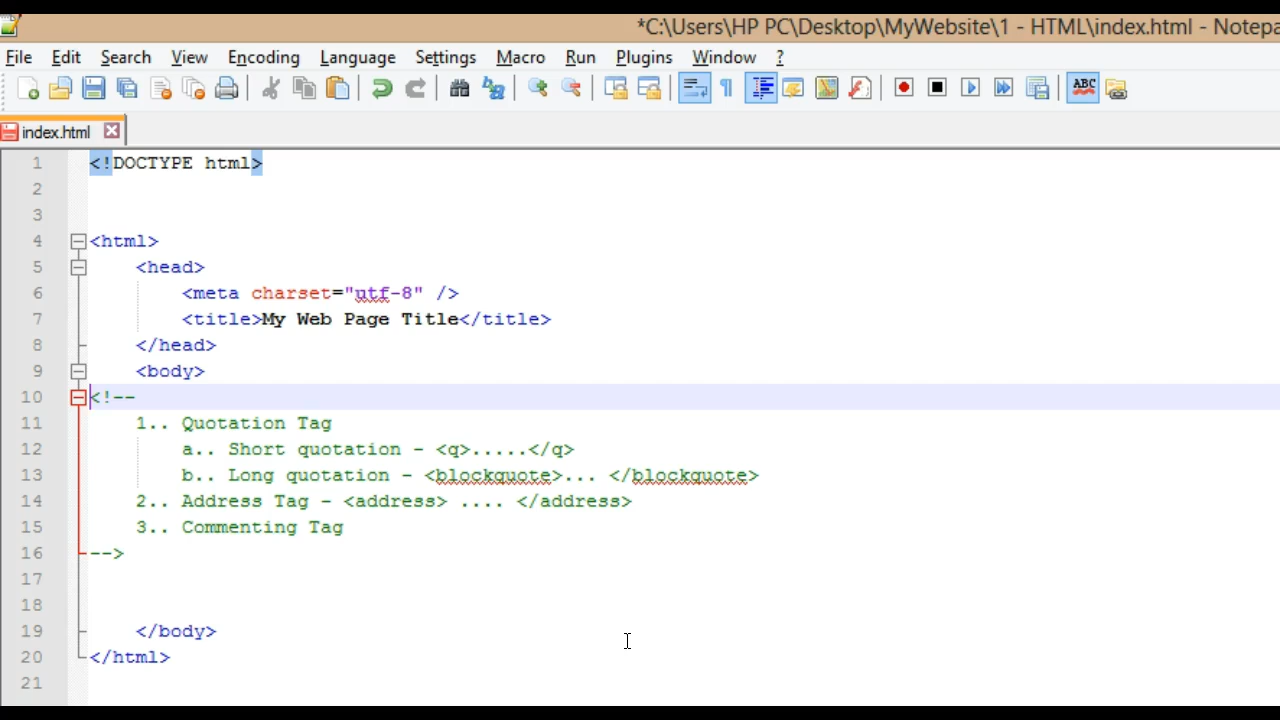 *C:\Users\HP PC\Desktop\MyWebsite\1 - HTML\index.html - Notepa
File Edit Search View Encoding Language Settings Macro Run Plugins Window ?
ABC
index.html
1 <!DOCTYPE html>
2
3
4 <html>
5 <head>
6 <meta charset="utf-8" />
7 <title>My Web Page Title</title>
8 </head>
9 <body>
10 <!--
11 1.. Quotation Tag
12 a.. Short quotation - <q>.....</q>
13 b.. Long quotation - <blockquote>... </blockquote>
14 2.. Address Tag - <address> .... </address>
15 3.. Commenting Tag
16 -->
17
18
19 </body>
20 </html>
21